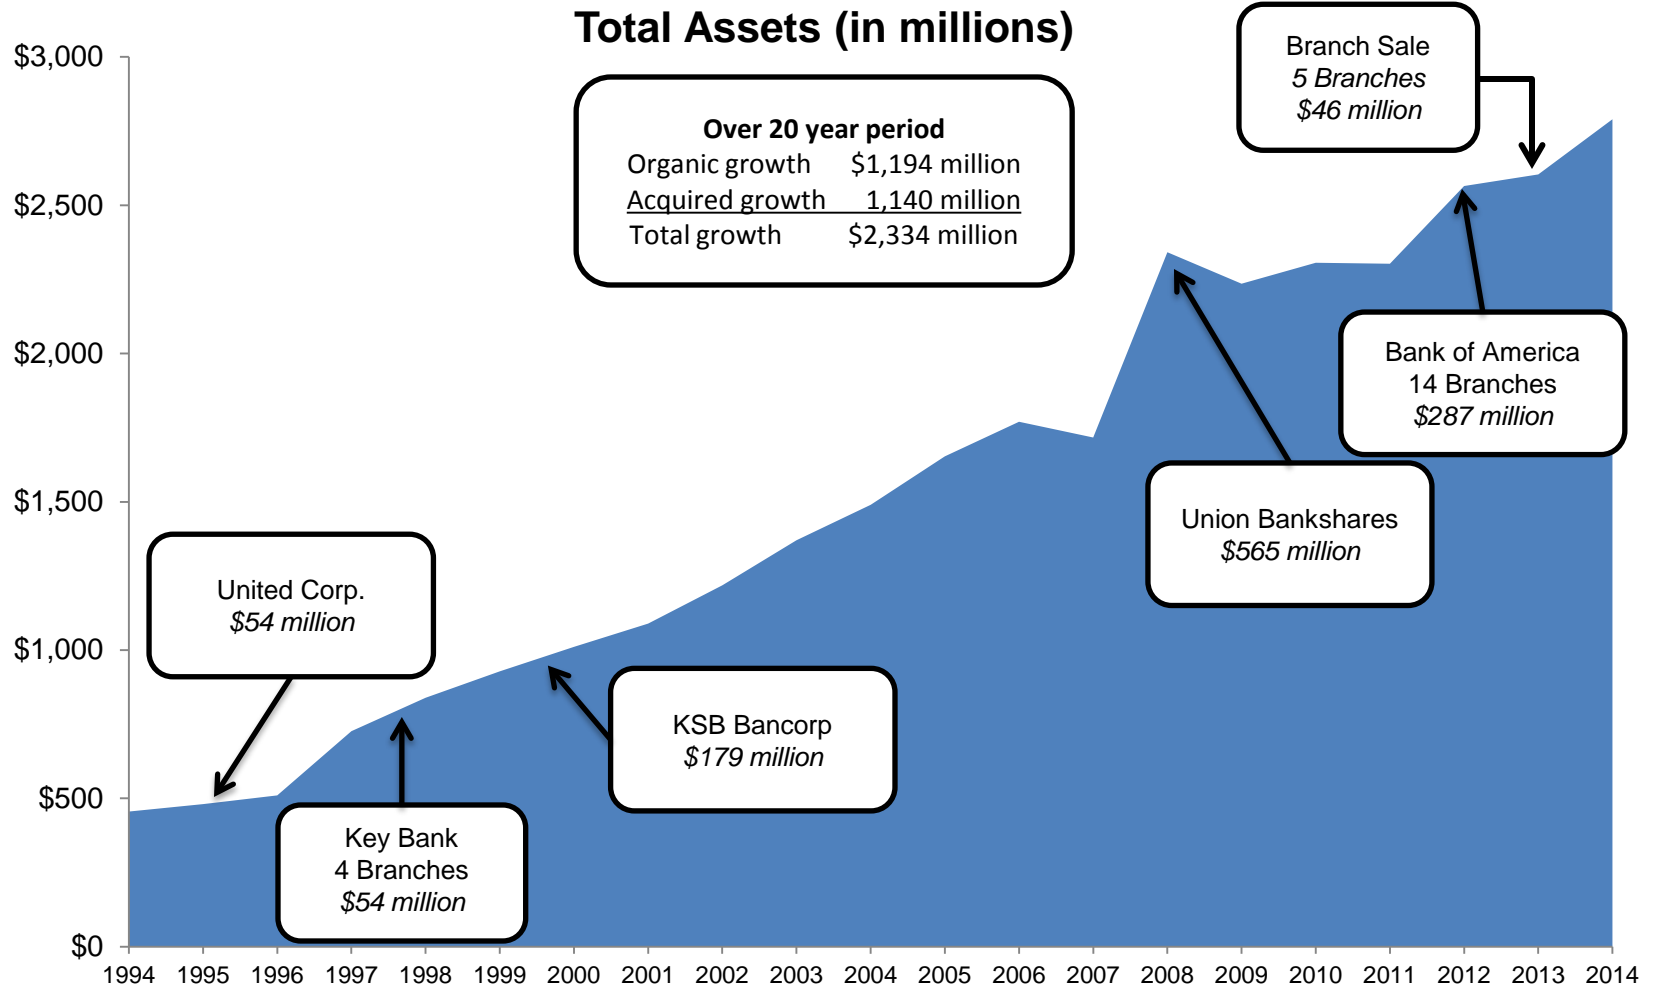 Total Assets (in millions)
$3,000
$2,500
$2,000
$1,500
$1,000
$500
$0
Over 20 year period
Organic growth $1,194 million
Acquired growth 1,140 million
Total growth $2,334 million
Branch Sale
5 Branches
$46 million
Bank of America
14 Branches
$287 million
Union Bankshares
$565 million
United Corp.
$54 million
KSB Bancorp
$179 million
Key Bank
4 Branches
$54 million
1994 1995 1996 1997 1998 1999 2000 2001 2002 2003 2004 2005 2006 2007 2008 2009 2010 2011 2012 2013 2014